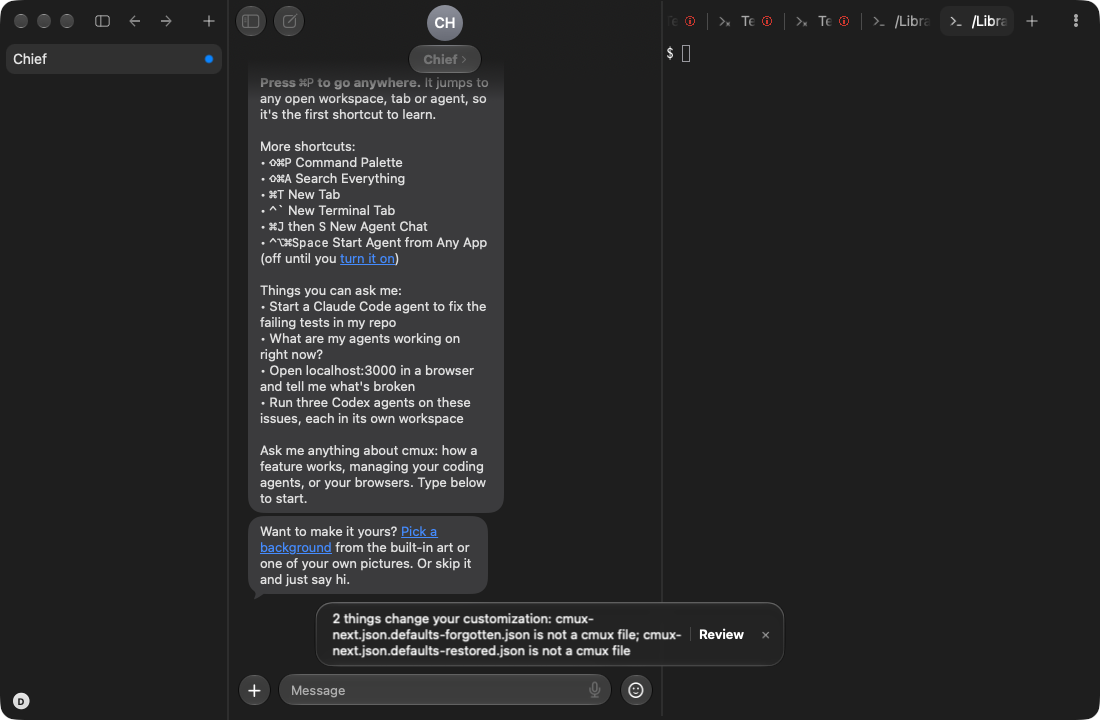 Chief
CH
Chief
Te
Te
/Libra
/Libra
Press ⌘P to go anywhere. It jumps to
any open workspace, tab or agent, so
it's the first shortcut to learn.
More shortcuts:
• ⇧⌘P Command Palette
• ⇧⌘A Search Everything
• ⌘T New Tab
• ^` New Terminal Tab
• ⌘J then S New Agent Chat
• ^⌥⌘Space Start Agent from Any App
(off until you turn it on)
Things you can ask me:
• Start a Claude Code agent to fix the
failing tests in my repo
• What are my agents working on
right now?
• Open localhost:3000 in a browser
and tell me what's broken
• Run three Codex agents on these
issues, each in its own workspace
Ask me anything about cmux: how a
feature works, managing your coding
agents, or your browsers. Type below
to start.
Want to make it yours? Pick a
background from the built-in art or
one of your own pictures. Or skip it
and just say hi.
2 things change your customization: cmux-
next.json.defaults-forgotten.json is not a cmux file; cmux-
next.json.defaults-restored.json is not a cmux file
Review
Message
D
$